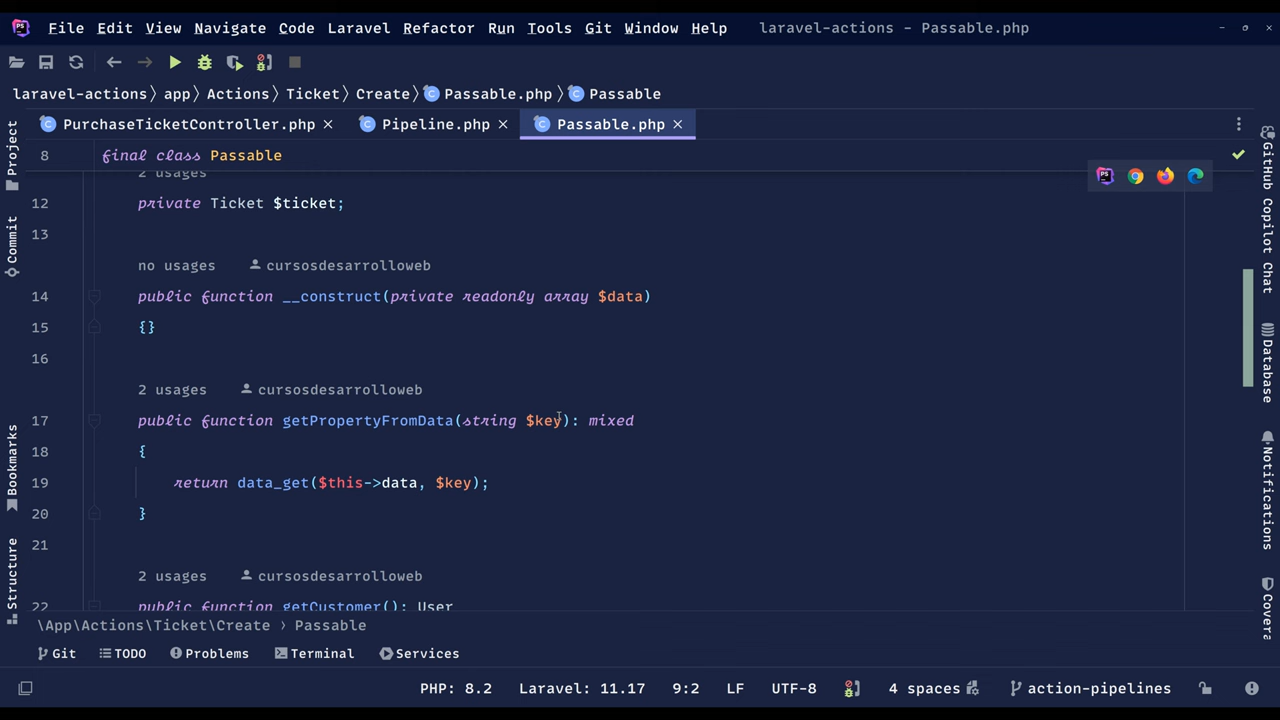 File Edit View Navigate Code Laravel Refactor Run Tools Git Window Help laravel-actions – Passable.php
laravel-actions〉app〉Actions〉Ticket〉Create〉Passable.php〉Passable
PurchaseTicketController.php × Pipeline.php × Passable.php ×
8 final class Passable
2 usages
12 private Ticket $ticket;
13
no usages cursosdesarrolloweb
14 public function __construct(private readonly array $data)
15 {}
16
2 usages cursosdesarrolloweb
17 public function getPropertyFromData(string $key): mixed
18 {
19 return data_get($this->data, $key);
20 }
21
2 usages cursosdesarrolloweb
22 public function getCustomer(): User
\App\Actions\Ticket\Create › Passable
Git TODO Problems Terminal Services
PHP: 8.2 Laravel: 11.17 9:2 LF UTF-8 4 spaces action-pipelines
Project
Commit
Bookmarks
Structure
GitHub Copilot Chat
Database
Notifications
Covera